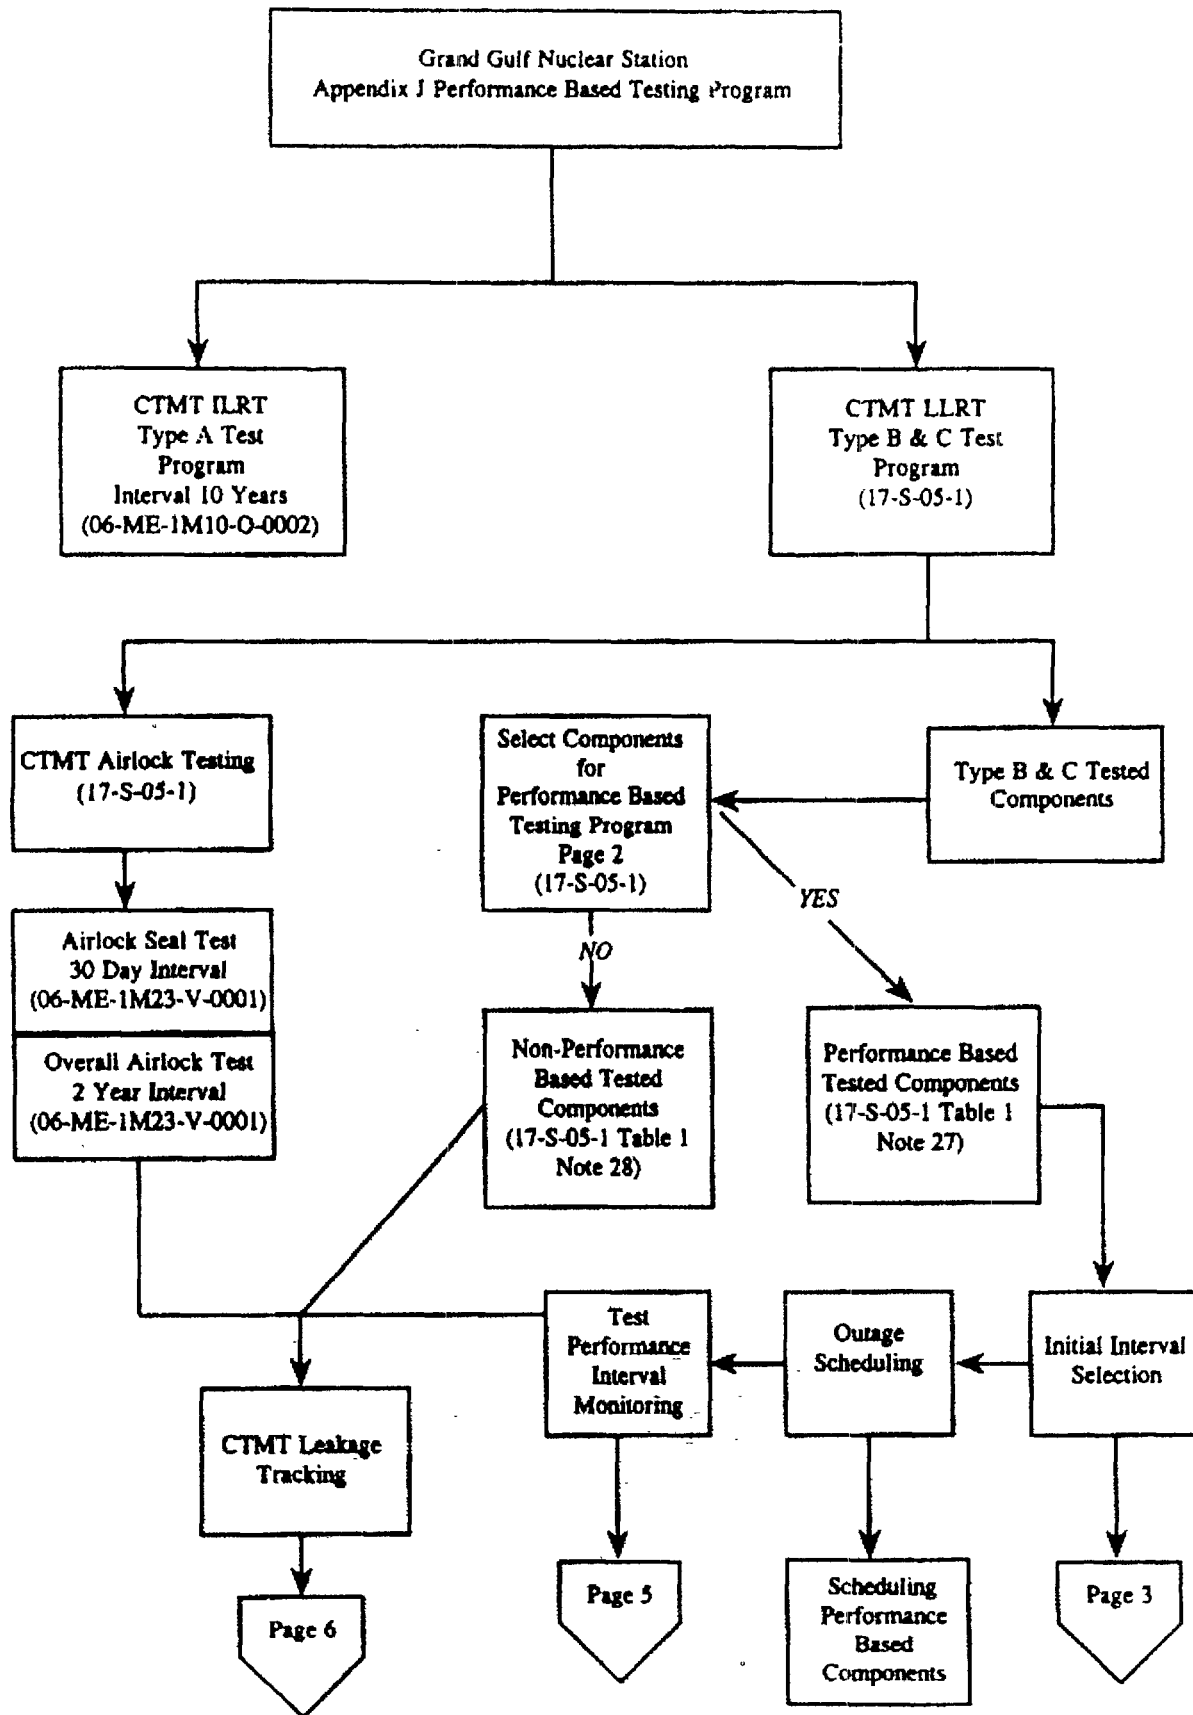 Grand Gulf Nuclear Station
Appendix J Performance Based Testing Program
CTMT ILRT
Type A Test
Program
Interval 10 Years
(06-ME-1M10-O-0002)
CTMT LLRT
Type B & C Test
Program
(17-S-05-1)
CTMT Airlock Testing
(17-S-05-1)
Select Components
for
Performance Based
Testing Program
Page 2
(17-S-05-1)
Type B & C Tested
Components
YES
NO
Airlock Seal Test
30 Day Interval
(06-ME-1M23-V-0001)
Overall Airlock Test
2 Year Interval
(06-ME-1M23-V-0001)
Non-Performance
Based Tested
Components
(17-S-05-1 Table 1
Note 28)
Performance Based
Tested Components
(17-S-05-1 Table 1
Note 27)
Test
Performance
Interval
Monitoring
Outage
Scheduling
Initial Interval
Selection
CTMT Leakage
Tracking
Page 6
Page 5
Scheduling
Performance
Based
Components
Page 3